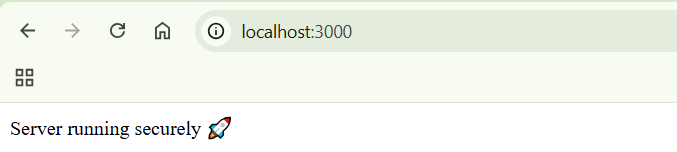 localhost:3000
Server running securely 🚀